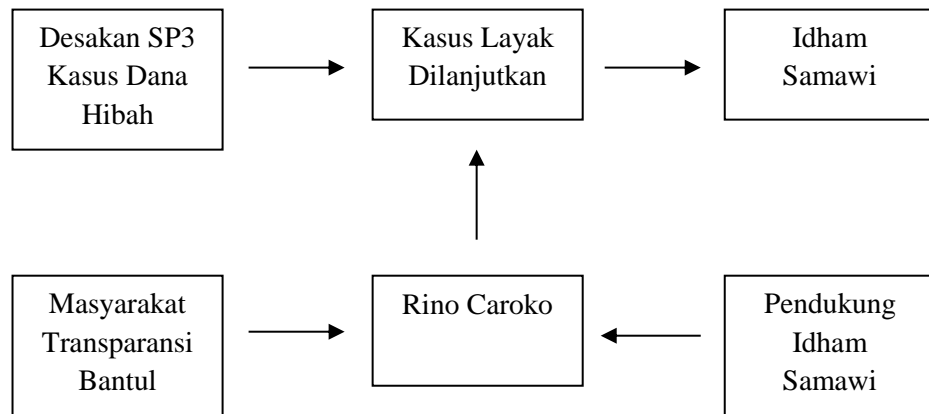 Desakan SP3
Kasus Dana
Hibah
Kasus Layak
Dilanjutkan
Idham
Samawi
Masyarakat
Transparansi
Bantul
Rino Caroko
Pendukung
Idham
Samawi